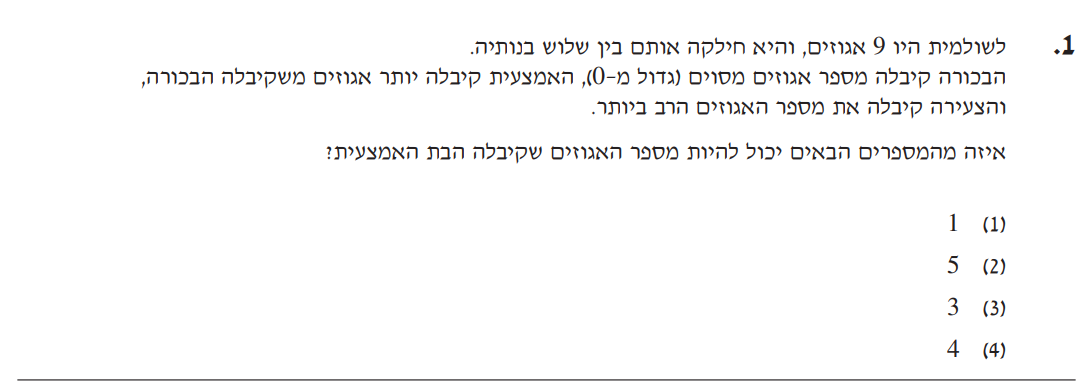 1. לשולמית היו 9 אגוזים, והיא חילקה אותם בין שלוש בנותיה.
הבכורה קיבלה מספר אגוזים מסוים (גדול מ-0), האמצעית קיבלה יותר אגוזים משקיבלה הבכורה,
והצעירה קיבלה את מספר האגוזים הרב ביותר.
איזה מהמספרים הבאים יכול להיות מספר האגוזים שקיבלה הבת האמצעית?
(1) 1
(2) 5
(3) 3
(4) 4